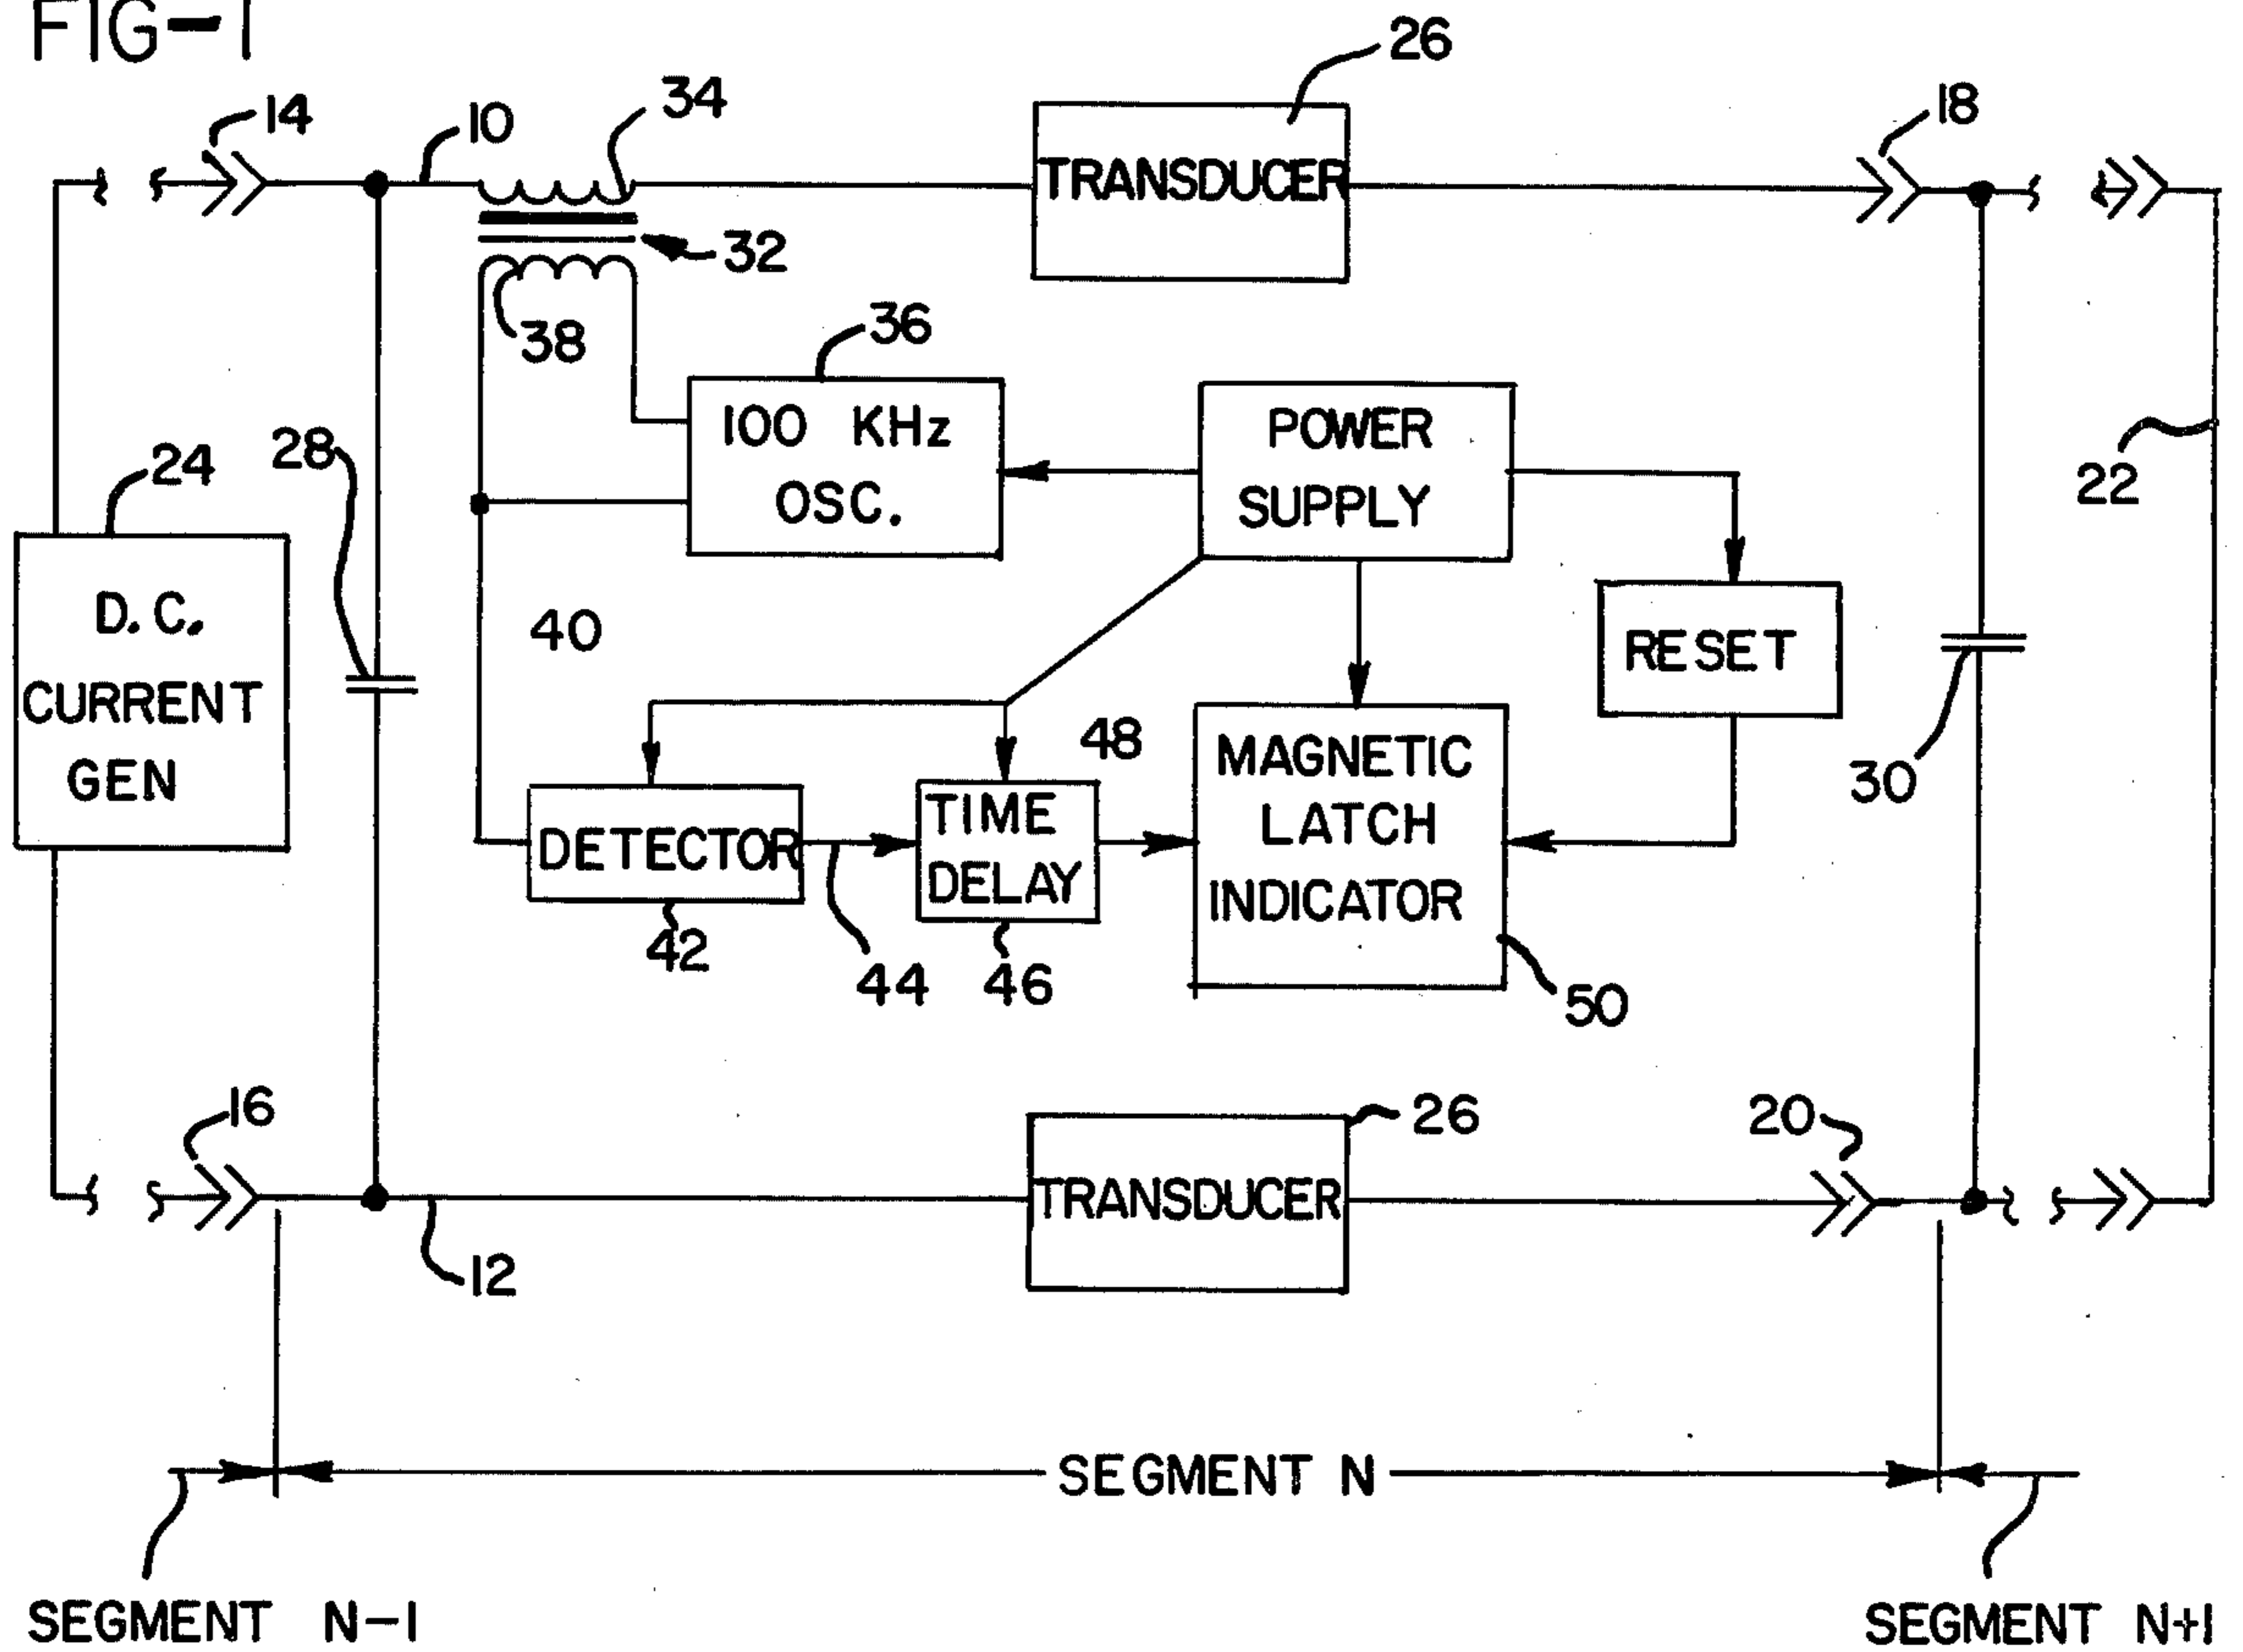 FIG-1
26
34
14
10
18
TRANSDUCER
32
38
36
100 KHz
OSC.
POWER
SUPPLY
24
28
22
D.C.
CURRENT
GEN
40
RESET
48
MAGNETIC
LATCH
INDICATOR
30
DETECTOR
TIME
DELAY
42
44
46
50
16
26
20
TRANSDUCER
12
SEGMENT N
SEGMENT N-1
SEGMENT N+1